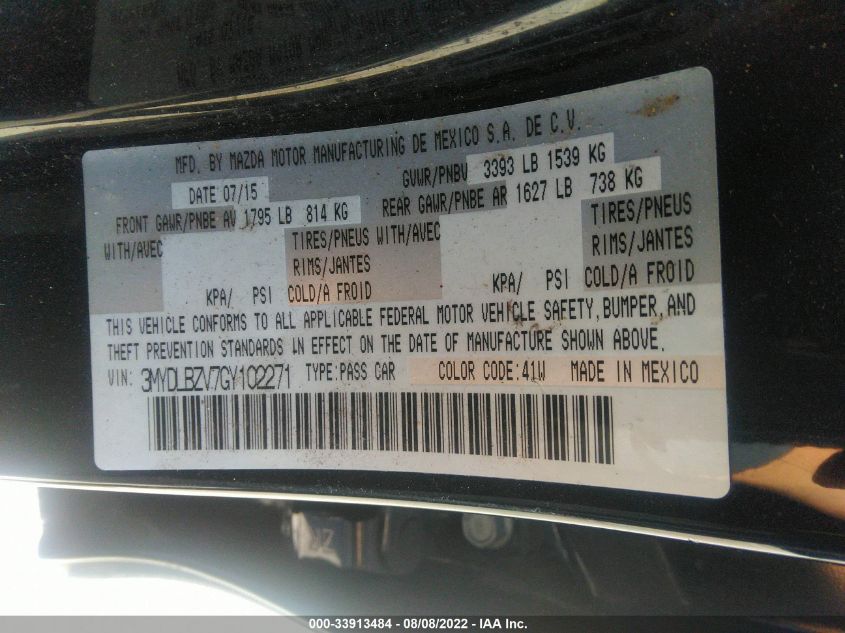 MFD. BY MAZDA MOTOR MANUFACTURING DE MEXICO S.A. DE C.V.
DATE 07/15 GVWR/PNBV 3393 LB 1539 KG
FRONT GAWR/PNBE AV 1795 LB 814 KG REAR GAWR/PNBE AR 1627 LB 738 KG
WITH/AVEC TIRES/PNEUS WITH/AVEC TIRES/PNEUS
RIMS/JANTES RIMS/JANTES
KPA/ PSI COLD/A FROID KPA/ PSI COLD/A FROID
THIS VEHICLE CONFORMS TO ALL APPLICABLE FEDERAL MOTOR VEHICLE SAFETY, BUMPER, AND
THEFT PREVENTION STANDARDS IN EFFECT ON THE DATE OF MANUFACTURE SHOWN ABOVE.
VIN: 3MYDLBZV7GY102271 TYPE:PASS CAR COLOR CODE:41W MADE IN MEXICO
000-33913484 - 08/08/2022 - IAA Inc.